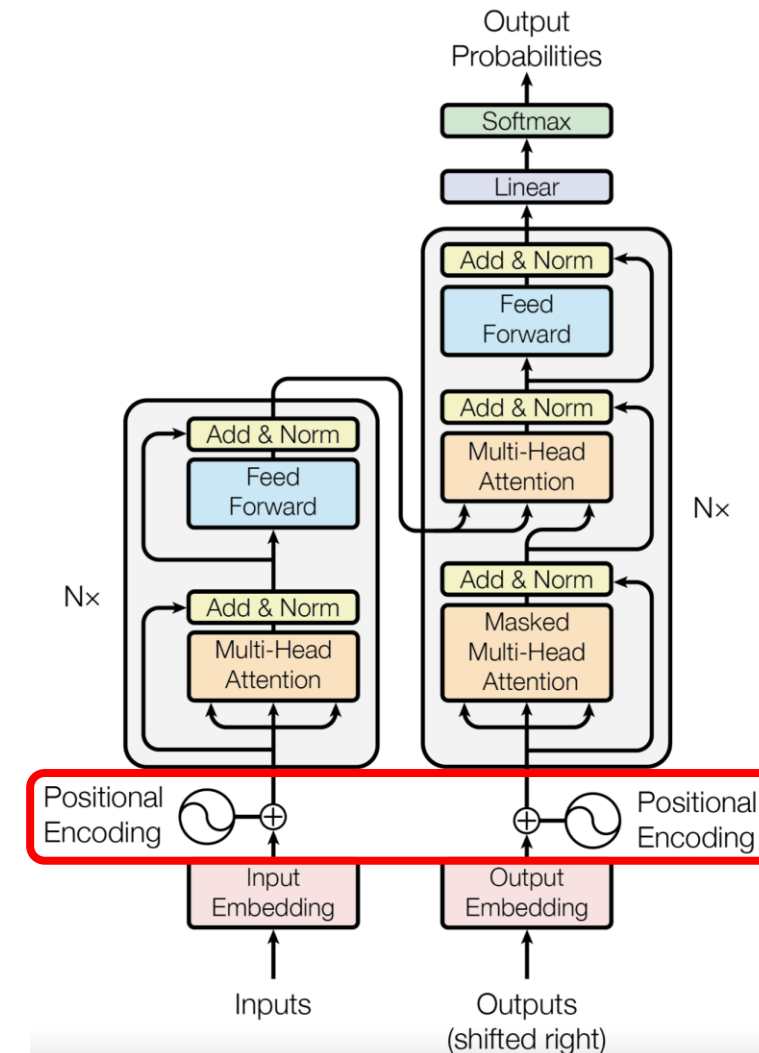 Output
Probabilities
Softmax
Linear
Add & Norm
Feed
Forward
Add & Norm
Multi-Head
Attention
Add & Norm
Masked
Multi-Head
Attention
N×
Add & Norm
Feed
Forward
Add & Norm
Multi-Head
Attention
N×
Positional
Encoding
Positional
Encoding
Input
Embedding
Output
Embedding
Inputs
Outputs
(shifted right)